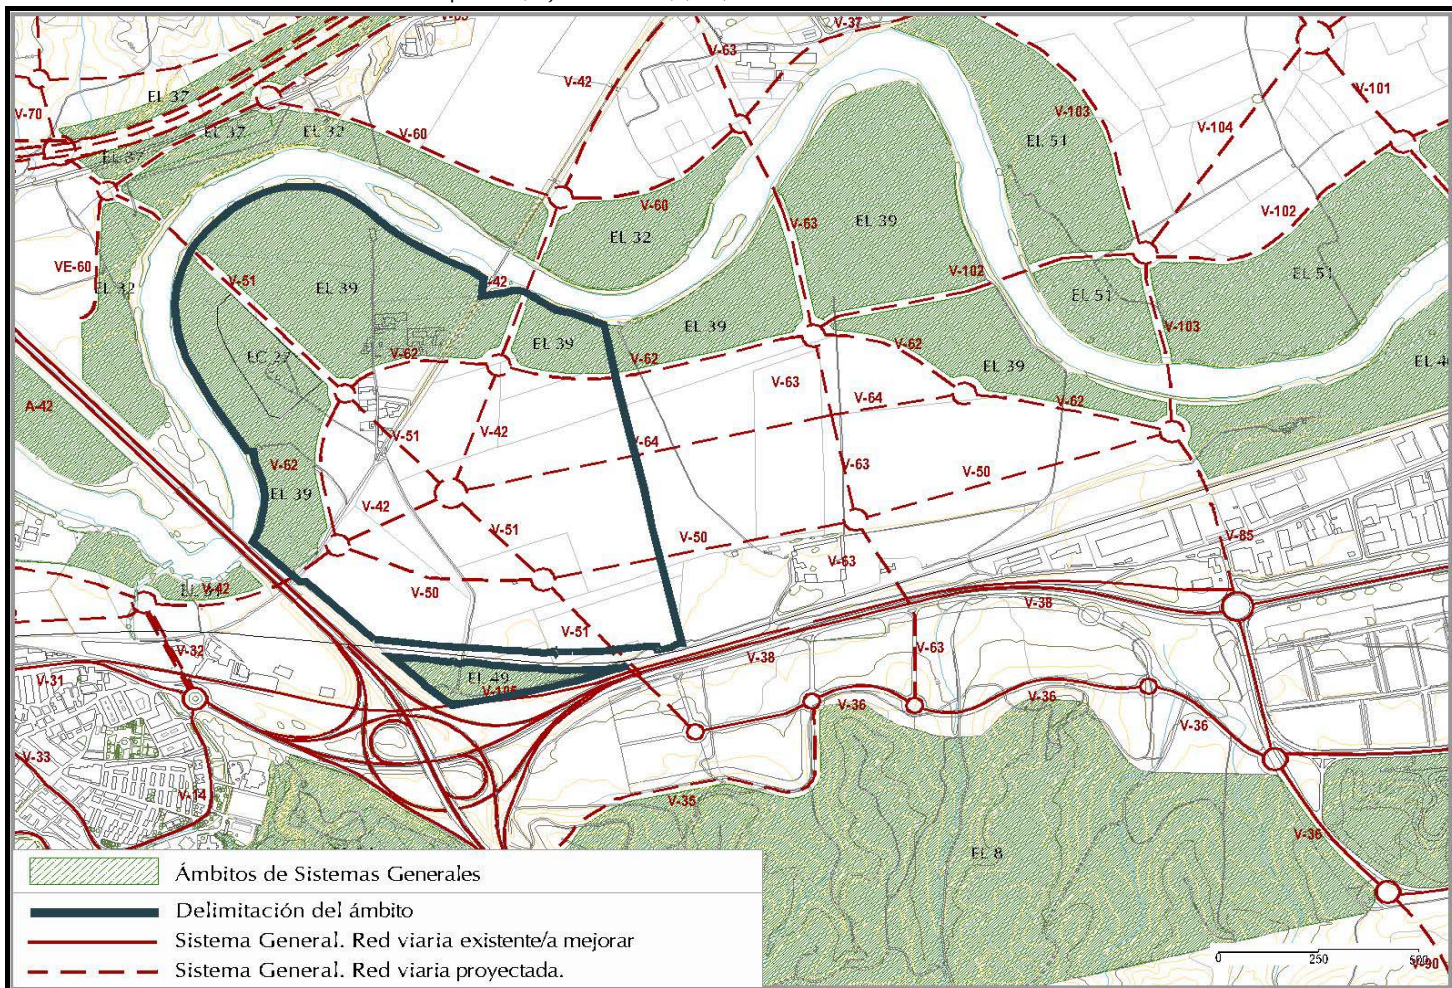 V-37
V-63
V-42
EL 37
V-70
EL 37
EL 32
V-60
EL 37
V-103
V-101
V-104
EL 51
V-60
V-63
EL 39
V-102
EL 32
VE-60
EL 32
V-51
EL 39
V-102
EL 51
EL 51
EL 39
V-103
EL 39
V-62
EC 27
V-62
V-62
EL 39
V-63
V-62
V-64
A-42
V-51
V-42
V-64
V-62
EL 39
V-63
V-50
V-42
V-51
V-50
V-63
V-85
V-50
V-42
V-38
V-51
V-32
V-38
V-63
V-31
EL 49
V-36
V-36
V-36
V-33
V-14
V-35
V-36
EL 8
V-90
Ámbitos de Sistemas Generales
Delimitación del ámbito
Sistema General. Red viaria existente/a mejorar
Sistema General. Red viaria proyectada.
0 250 500